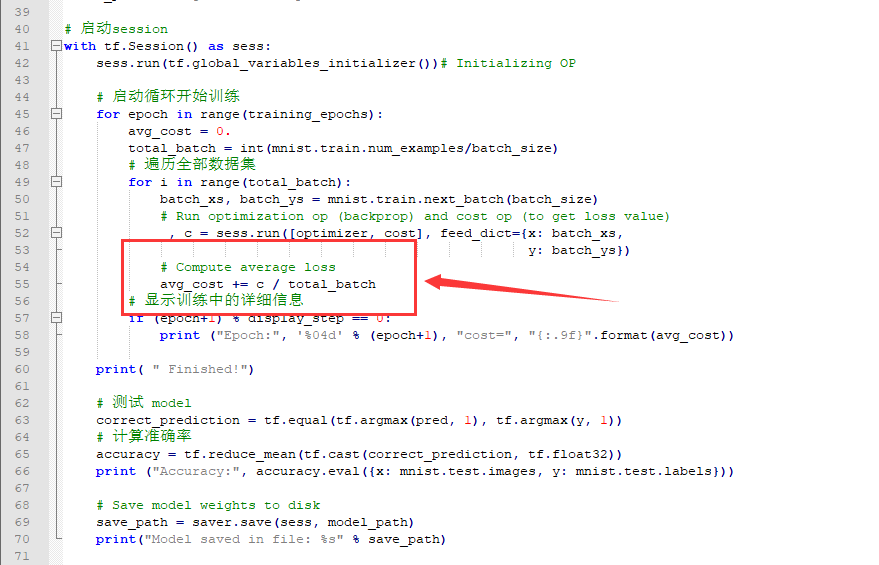 39
40 # 启动session
41 with tf.Session() as sess:
42 sess.run(tf.global_variables_initializer())# Initializing OP
43
44 # 启动循环开始训练
45 for epoch in range(training_epochs):
46 avg_cost = 0.
47 total_batch = int(mnist.train.num_examples/batch_size)
48 # 遍历全部数据集
49 for i in range(total_batch):
50 batch_xs, batch_ys = mnist.train.next_batch(batch_size)
51 # Run optimization op (backprop) and cost op (to get loss value)
52 , c = sess.run([optimizer, cost], feed_dict={x: batch_xs,
53 y: batch_ys})
54 # Compute average loss
55 avg_cost += c / total_batch
56 # 显示训练中的详细信息
57 if (epoch+1) % display_step == 0:
58 print ("Epoch:", '%04d' % (epoch+1), "cost=", "{:.9f}".format(avg_cost))
59
60 print( " Finished!")
61
62 # 测试 model
63 correct_prediction = tf.equal(tf.argmax(pred, 1), tf.argmax(y, 1))
64 # 计算准确率
65 accuracy = tf.reduce_mean(tf.cast(correct_prediction, tf.float32))
66 print ("Accuracy:", accuracy.eval({x: mnist.test.images, y: mnist.test.labels}))
67
68 # Save model weights to disk
69 save_path = saver.save(sess, model_path)
70 print("Model saved in file: %s" % save_path)
71